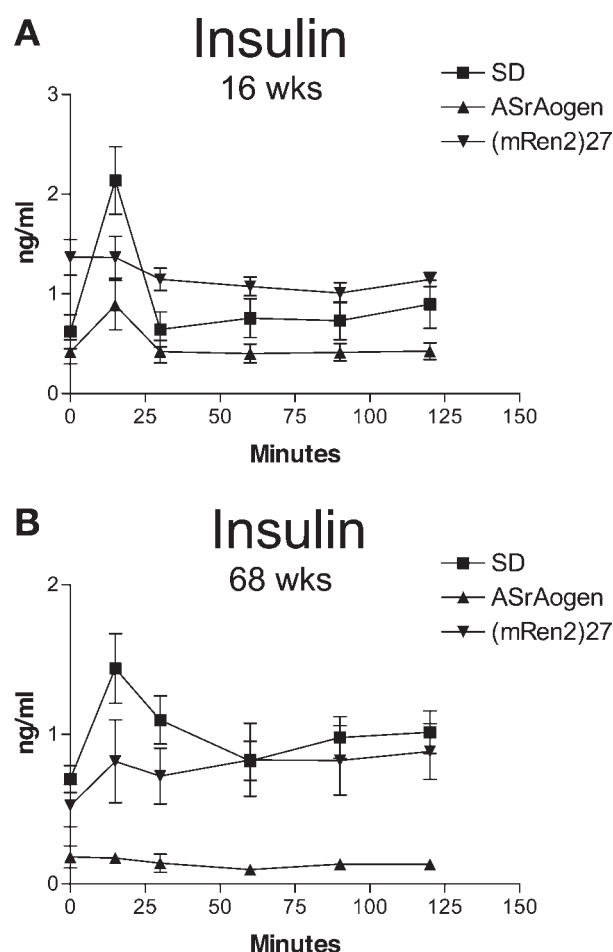 A
Insulin
16 wks
SD
ASrAogen
(mRen2)27
3
2
1
0
ng/ml
0 25 50 75 100 125 150
Minutes
B
Insulin
68 wks
SD
ASrAogen
(mRen2)27
2
1
0
ng/ml
0 25 50 75 100 125 150
Minutes